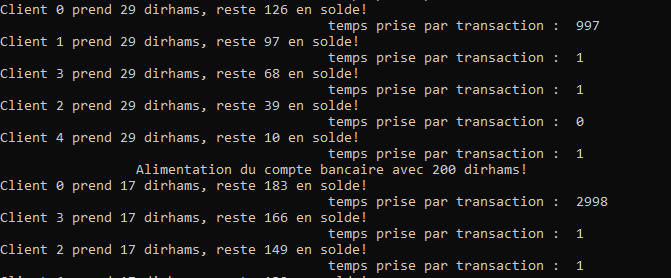 Client 0 prend 29 dirhams, reste 126 en solde!
temps prise par transaction : 997
Client 1 prend 29 dirhams, reste 97 en solde!
temps prise par transaction : 1
Client 3 prend 29 dirhams, reste 68 en solde!
temps prise par transaction : 1
Client 2 prend 29 dirhams, reste 39 en solde!
temps prise par transaction : 0
Client 4 prend 29 dirhams, reste 10 en solde!
temps prise par transaction : 1
Alimentation du compte bancaire avec 200 dirhams!
Client 0 prend 17 dirhams, reste 183 en solde!
temps prise par transaction : 2998
Client 3 prend 17 dirhams, reste 166 en solde!
temps prise par transaction : 1
Client 2 prend 17 dirhams, reste 149 en solde!
temps prise par transaction : 1